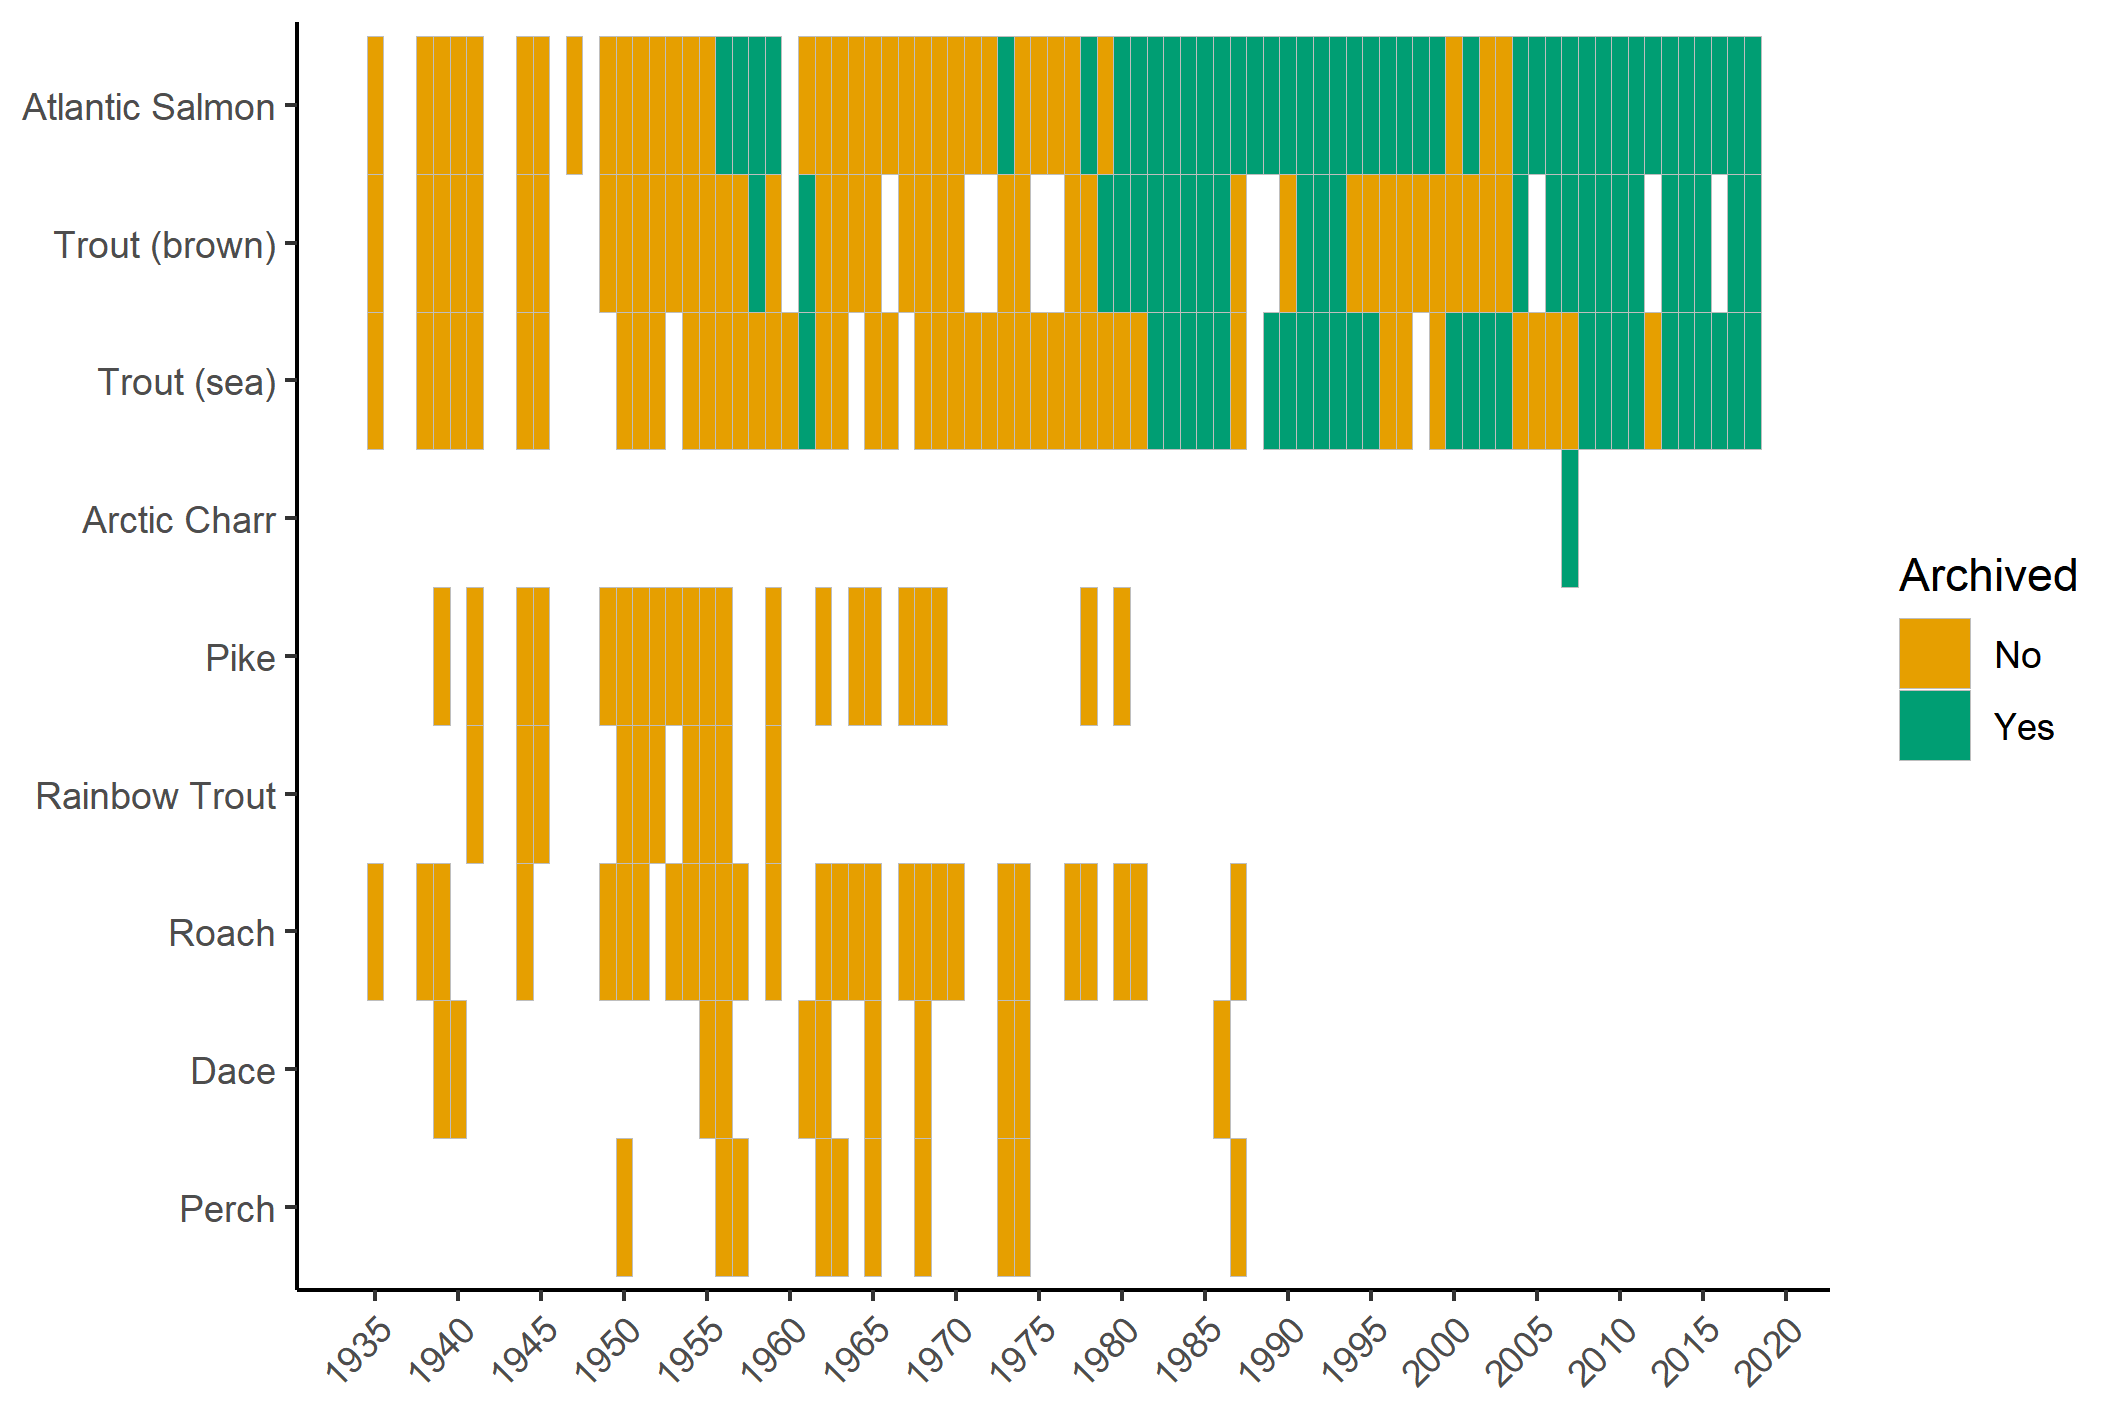 Atlantic Salmon
Trout (brown)
Trout (sea)
Arctic Charr
Pike
Rainbow Trout
Roach
Dace
Perch
1935
1940
1945
1950
1955
1960
1965
1970
1975
1980
1985
1990
1995
2000
2005
2010
2015
2020
Archived
No
Yes